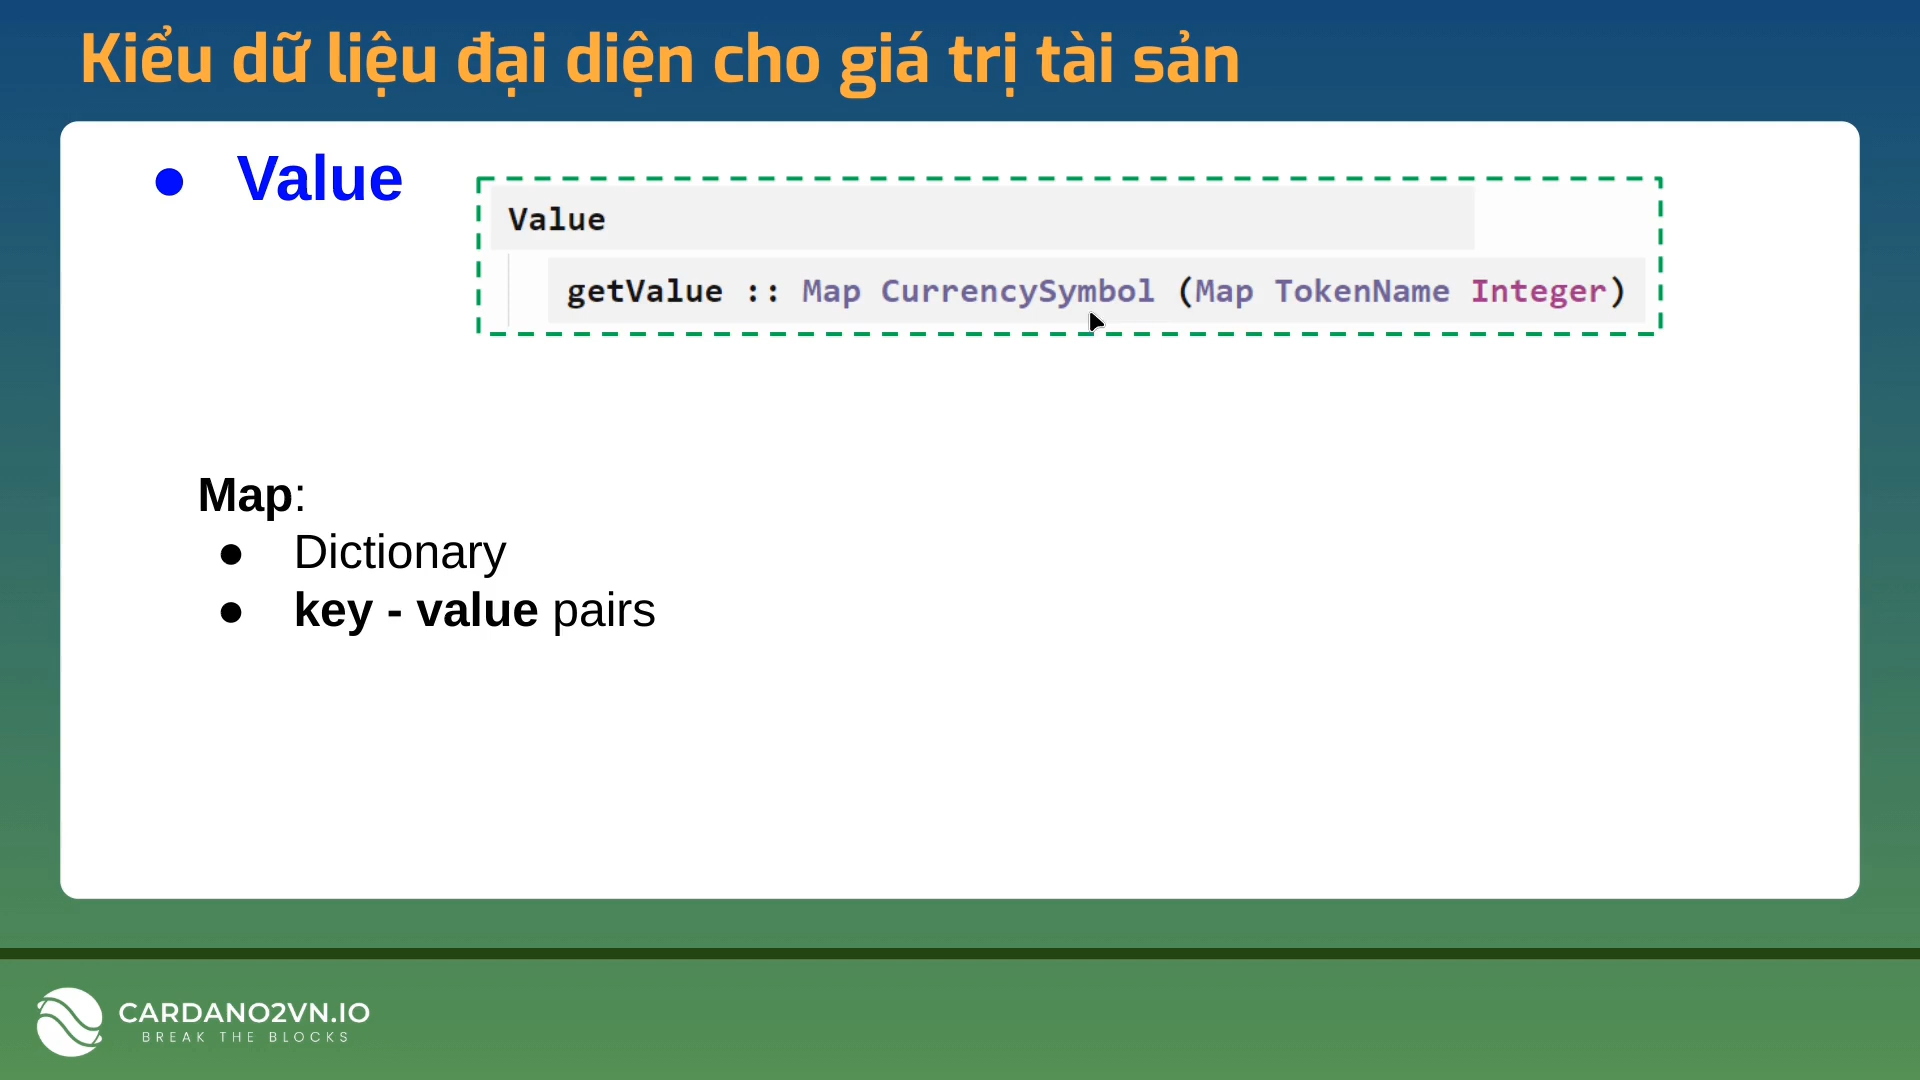 Kiểu dữ liệu đại diện cho giá trị tài sản
● Value
Value
getValue :: Map CurrencySymbol (Map TokenName Integer)
Map:
● Dictionary
● key - value pairs
CARDANO2VN.IO
BREAK THE BLOCKS